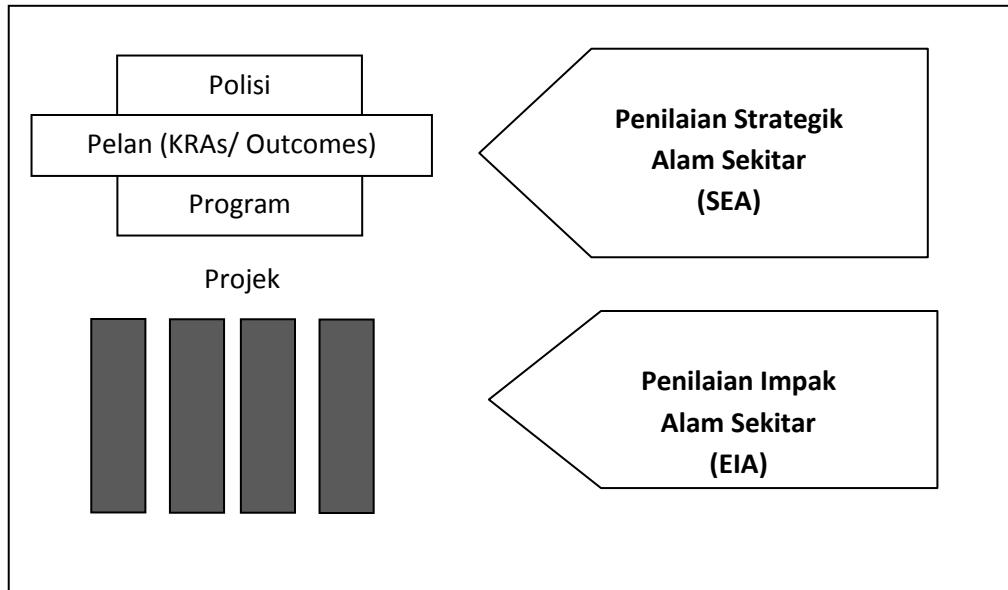 Polisi
Pelan (KRAs/ Outcomes)
Program
Projek
Penilaian Strategik
Alam Sekitar
(SEA)
Penilaian Impak
Alam Sekitar
(EIA)